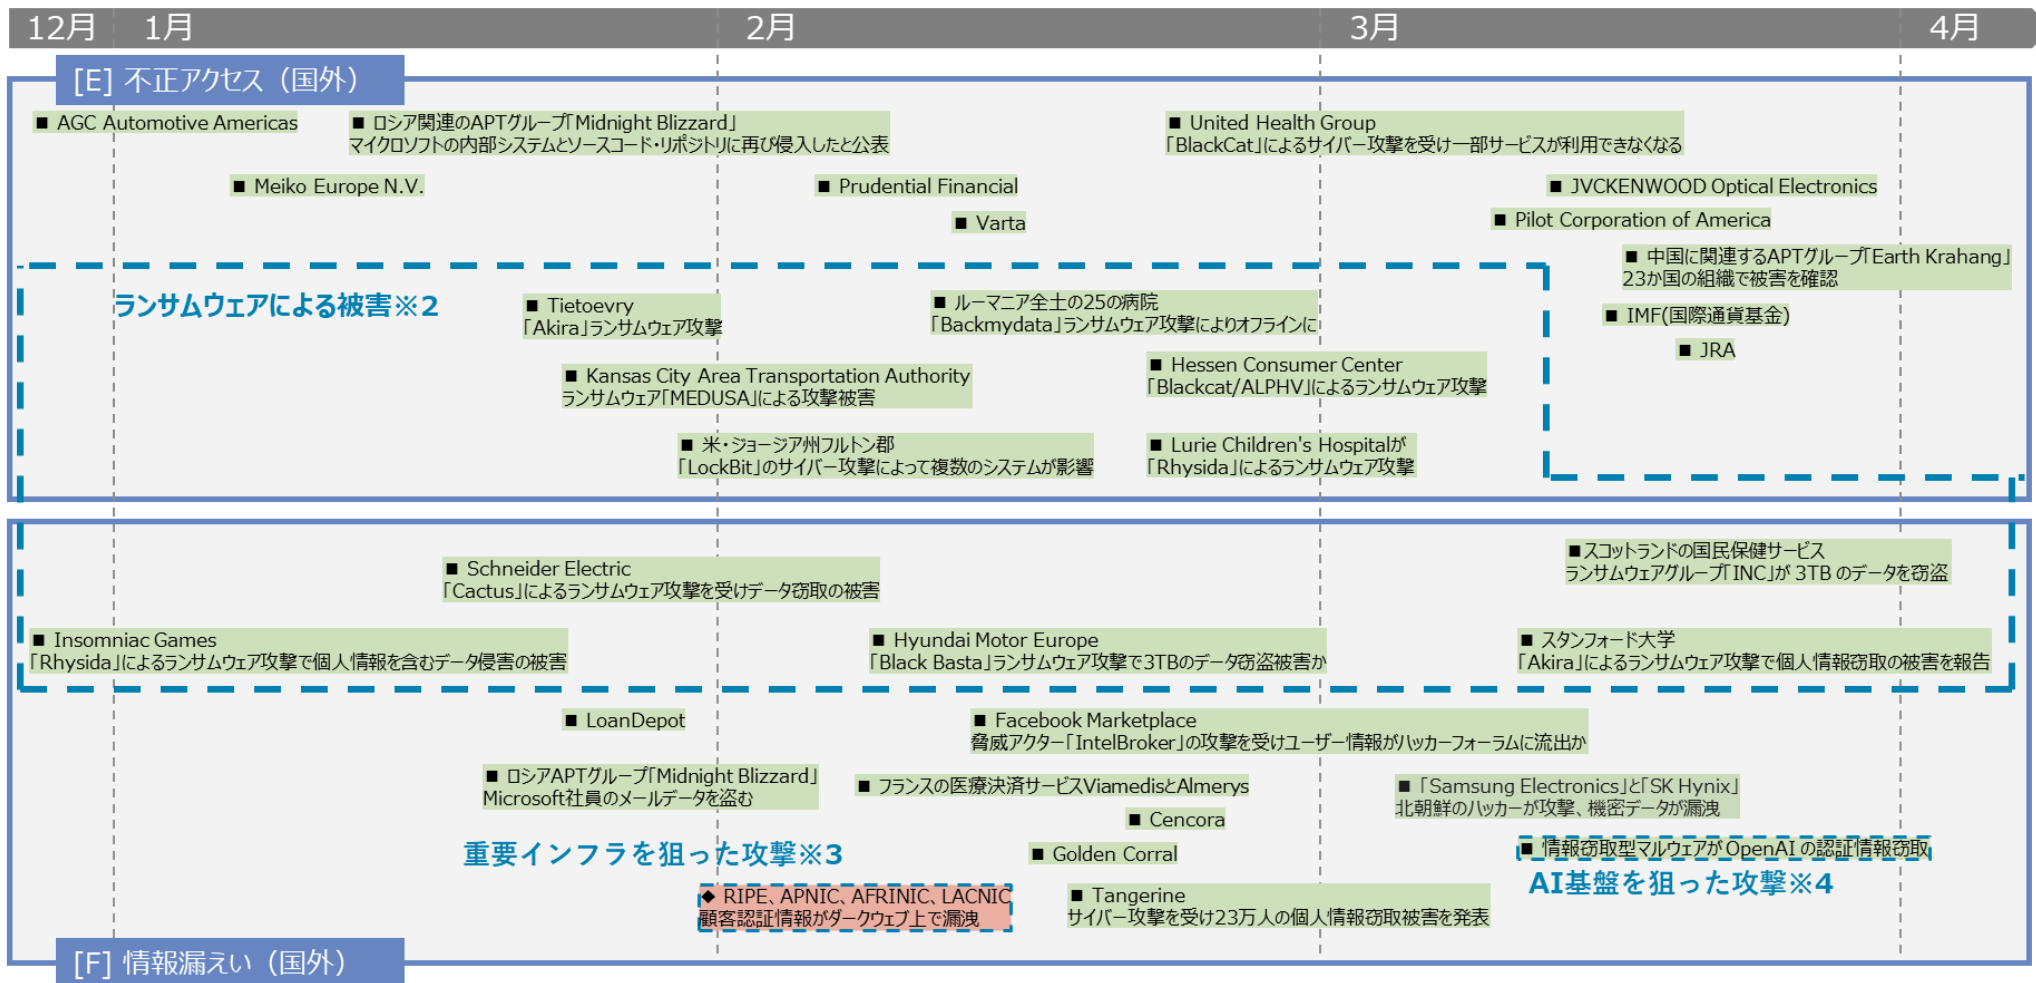 12月 1月 2月 3月 4月
[E] 不正アクセス（国外）
■ AGC Automotive Americas
■ ロシア関連のAPTグループ「Midnight Blizzard」
マイクロソフトの内部システムとソースコード・リポジトリに再び侵入したと公表
■ United Health Group
「BlackCat」によるサイバー攻撃を受け一部サービスが利用できなくなる
■ Meiko Europe N.V.
■ Prudential Financial
■ JVCKENWOOD Optical Electronics
■ Varta
■ Pilot Corporation of America
■ 中国に関連するAPTグループ「Earth Krahang」
23か国の組織で被害を確認
ランサムウェアによる被害※2
■ Tietoevry
「Akira」ランサムウェア攻撃
■ ルーマニア全土の25の病院
「Backmydata」ランサムウェア攻撃によりオフラインに
■ IMF(国際通貨基金)
■ JRA
■ Kansas City Area Transportation Authority
ランサムウェア「MEDUSA」による攻撃被害
■ Hessen Consumer Center
「Blackcat/ALPHV」によるランサムウェア攻撃
■ 米・ジョージア州フルトン郡
「LockBit」のサイバー攻撃によって複数のシステムが影響
■ Lurie Children's Hospitalが
「Rhysida」によるランサムウェア攻撃
■ Schneider Electric
「Cactus」によるランサムウェア攻撃を受けデータ窃取の被害
■スコットランドの国民保健サービス
ランサムウェアグループ「INC」が 3TB のデータを窃盗
■ Insomniac Games
「Rhysida」によるランサムウェア攻撃で個人情報を含むデータ侵害の被害
■ Hyundai Motor Europe
「Black Basta」ランサムウェア攻撃で3TBのデータ窃盗被害か
■ スタンフォード大学
「Akira」によるランサムウェア攻撃で個人情報窃取の被害を報告
■ LoanDepot
■ Facebook Marketplace
脅威アクター「IntelBroker」の攻撃を受けユーザー情報がハッカーフォーラムに流出か
■ ロシアAPTグループ「Midnight Blizzard」
Microsoft社員のメールデータを盗む
■ フランスの医療決済サービスViamedisとAlmerys
■ 「Samsung Electronics」と「SK Hynix」
北朝鮮のハッカーが攻撃、機密データが漏洩
■ Cencora
重要インフラを狙った攻撃※3
■ Golden Corral
■ 情報窃取型マルウェアが OpenAI の認証情報窃取
AI基盤を狙った攻撃※4
◆ RIPE、APNIC、AFRINIC、LACNIC
顧客認証情報がダークウェブ上で漏洩
■ Tangerine
サイバー攻撃を受け23万人の個人情報窃取被害を発表
[F] 情報漏えい（国外）